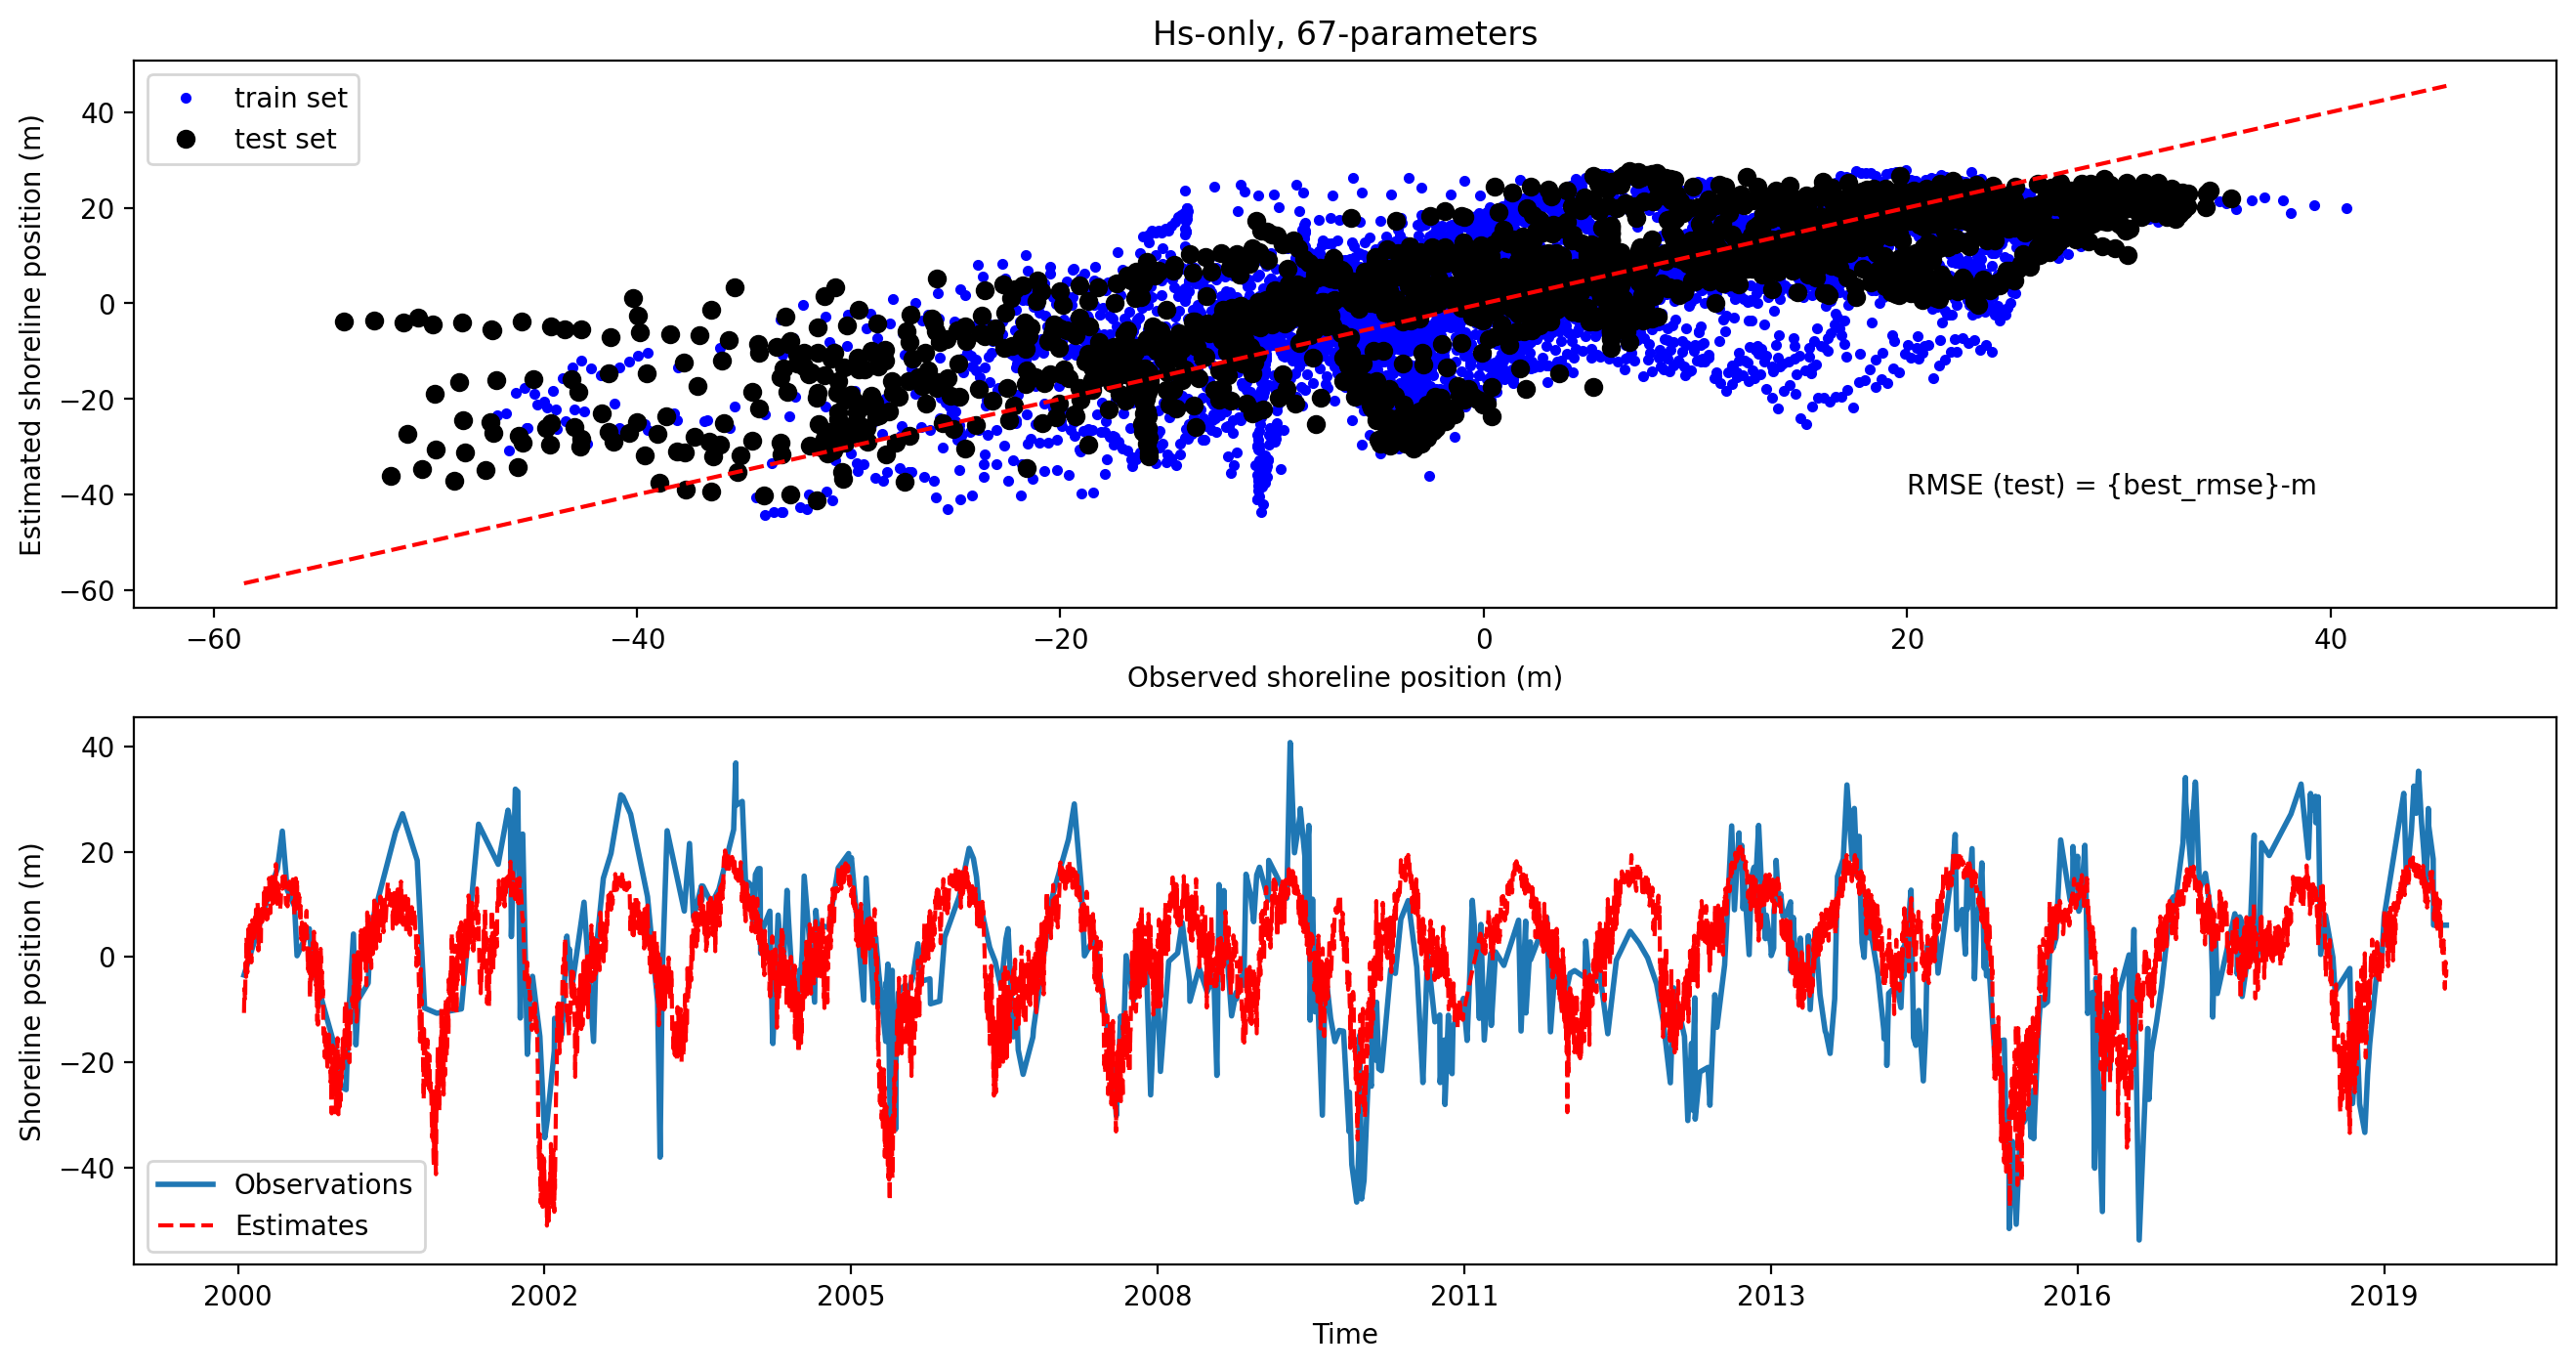 Hs-only, 67-parameters
Estimated shoreline position (m)
40
20
0
−20
−40
−60
train set
test set
RMSE (test) = {best_rmse}-m
−60
−40
−20
0
20
40
Observed shoreline position (m)
Shoreline position (m)
40
20
0
−20
−40
Observations
Estimates
2000
2002
2005
2008
2011
2013
2016
2019
Time